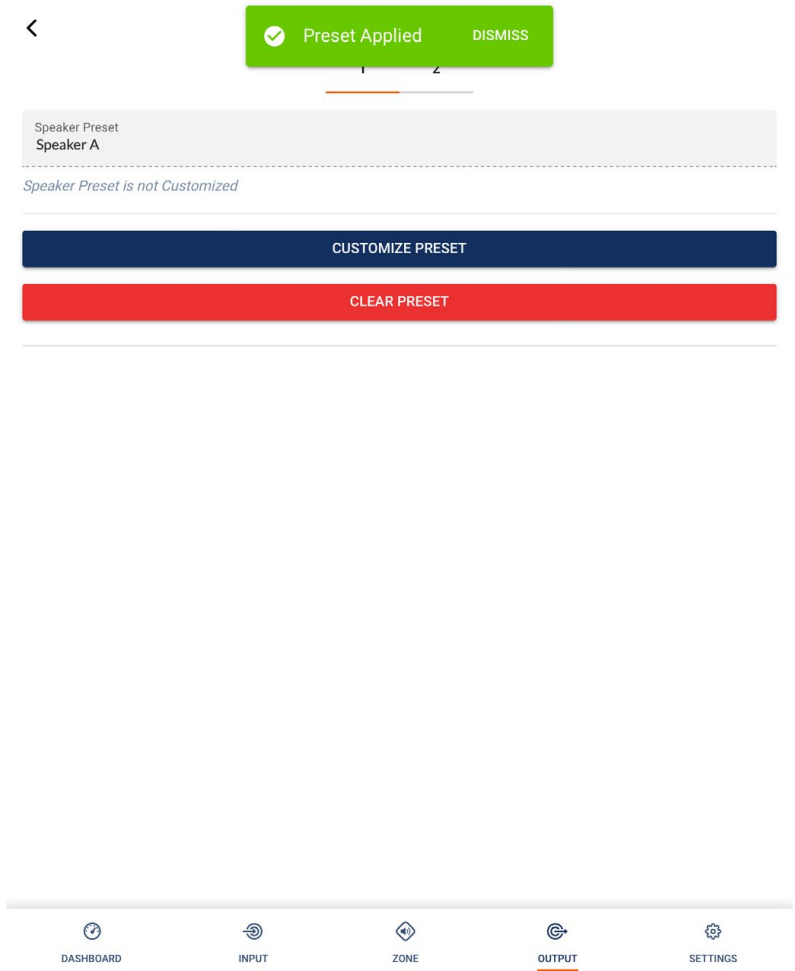 Preset Applied DISMISS
1 2
Speaker Preset
Speaker A
Speaker Preset is not Customized
CUSTOMIZE PRESET
CLEAR PRESET
DASHBOARD INPUT ZONE OUTPUT SETTINGS